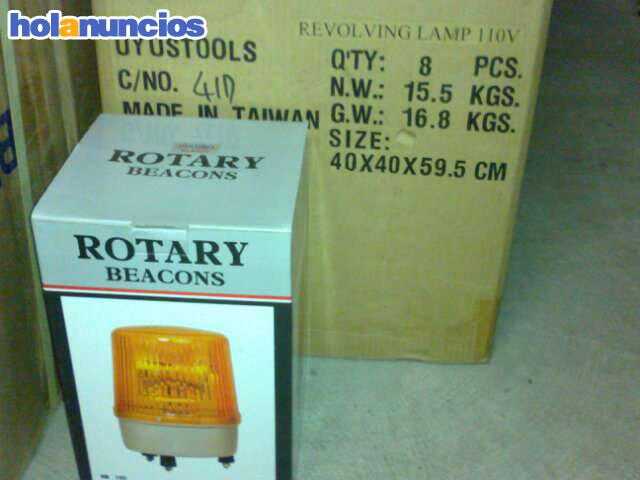 holanuncios
REVOLVING LAMP 110V
UYUSTOOLS
Q'TY: 8 PCS.
C/NO. 417
N.W.: 15.5 KGS.
MADE IN TAIWAN
G.W.: 16.8 KGS.
SIZE:
40X40X59.5 CM
ROTARY
BEACONS
ROTARY
BEACONS